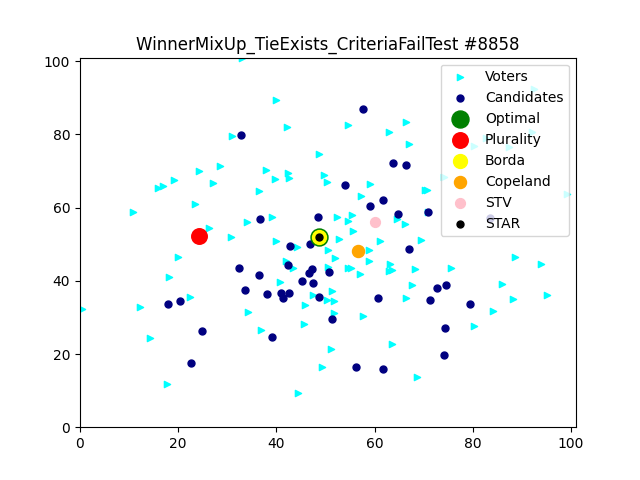 WinnerMixUp_TieExists_CriteriaFailTest #8858
100
80
60
40
20
0
0 20 40 60 80 100
Voters
Candidates
Optimal
Plurality
Borda
Copeland
STV
STAR